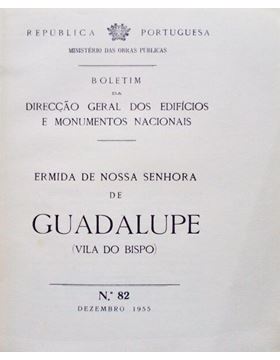 REPÚBLICA PORTUGUESA
MINISTÉRIO DAS OBRAS PÚBLICAS
BOLETIM
DA
DIRECÇÃO GERAL DOS EDIFÍCIOS
E MONUMENTOS NACIONAIS
ERMIDA DE NOSSA SENHORA
DE
GUADALUPE
(VILA DO BISPO)
N.º 82
DEZEMBRO 1955